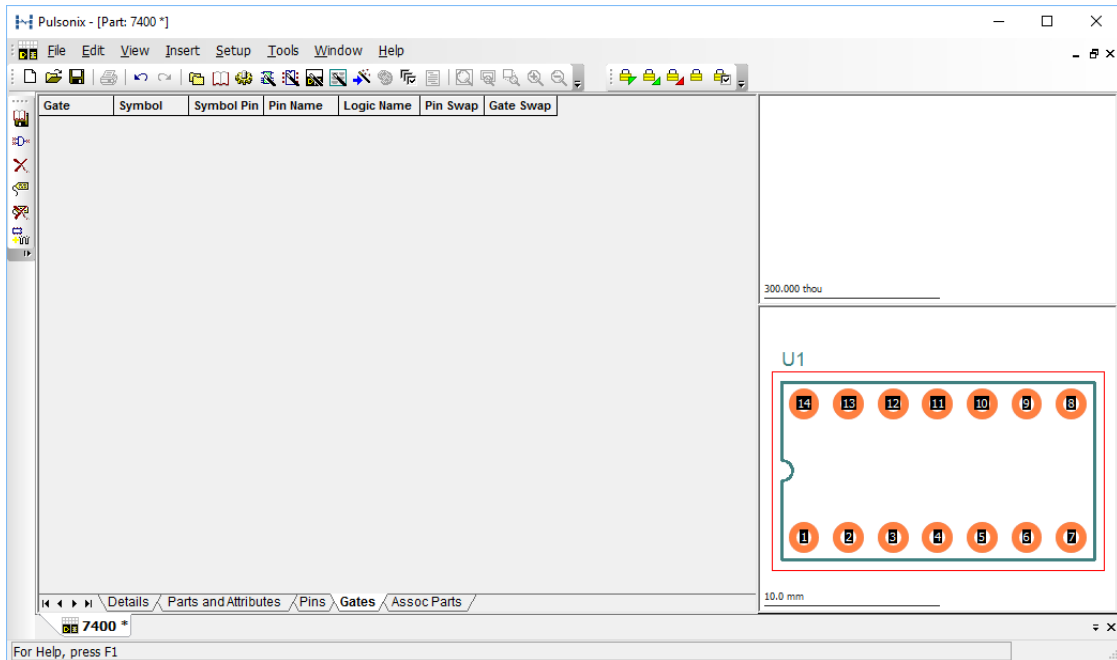 Pulsonix - [Part: 7400 *]
File Edit View Insert Setup Tools Window Help
Gate Symbol Symbol Pin Pin Name Logic Name Pin Swap Gate Swap
300.000 thou
U1
14 13 12 11 10 9 8
1 2 3 4 5 6 7
10.0 mm
Details Parts and Attributes Pins Gates Assoc Parts
7400 *
For Help, press F1